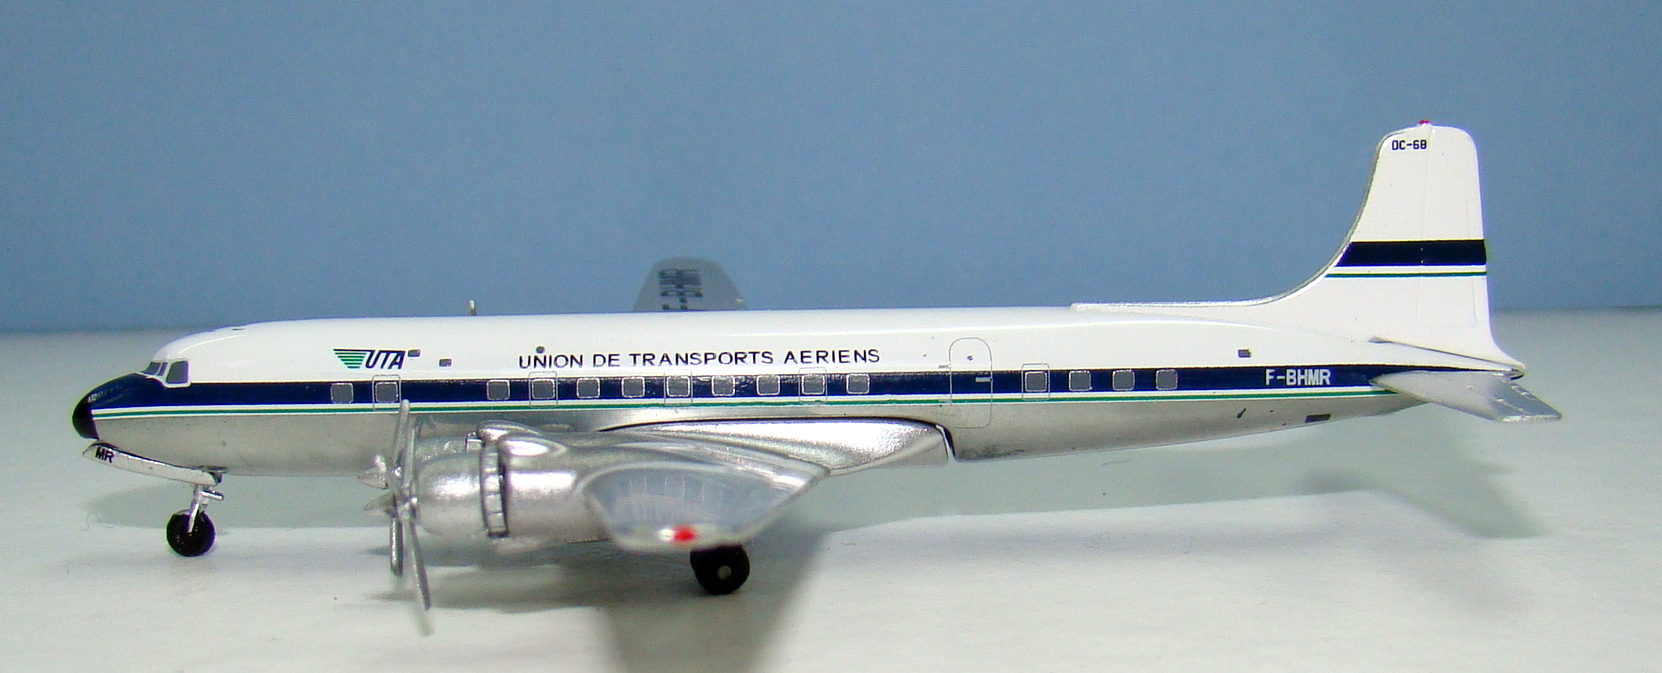 DC-6B
UTA
UNION DE TRANSPORTS AERIENS
F-BHMR
MR